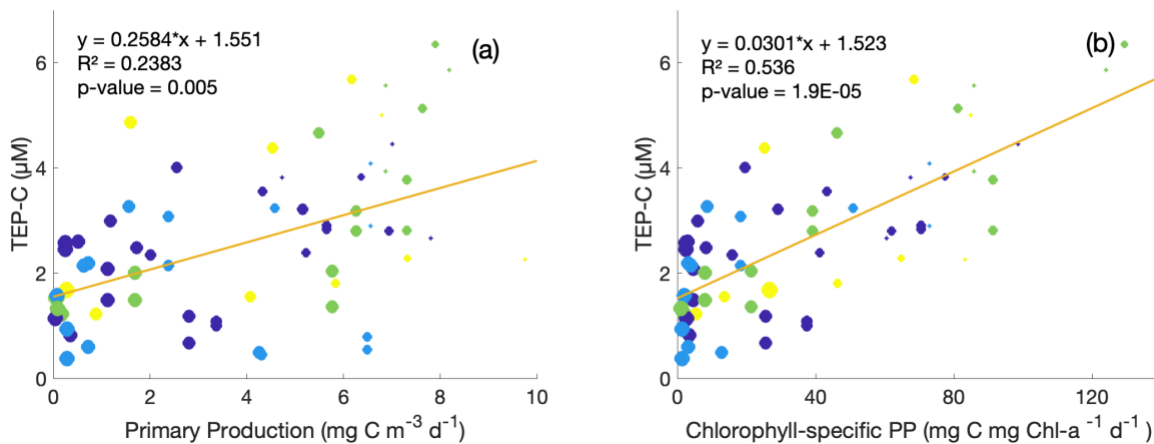 y = 0.2584*x + 1.551
R² = 0.2383
p-value = 0.005
(a)
TEP-C (µM)
6
4
2
0
0 2 4 6 8 10
Primary Production (mg C m⁻³ d⁻¹)
y = 0.0301*x + 1.523
R² = 0.536
p-value = 1.9E-05
(b)
TEP-C (µM)
6
4
2
0
0 40 80 120
Chlorophyll-specific PP (mg C mg Chl-a ⁻¹ d⁻¹)